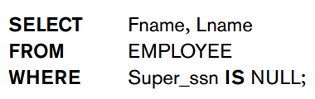 SELECT Fname, Lname
FROM EMPLOYEE
WHERE Super_ssn IS NULL;